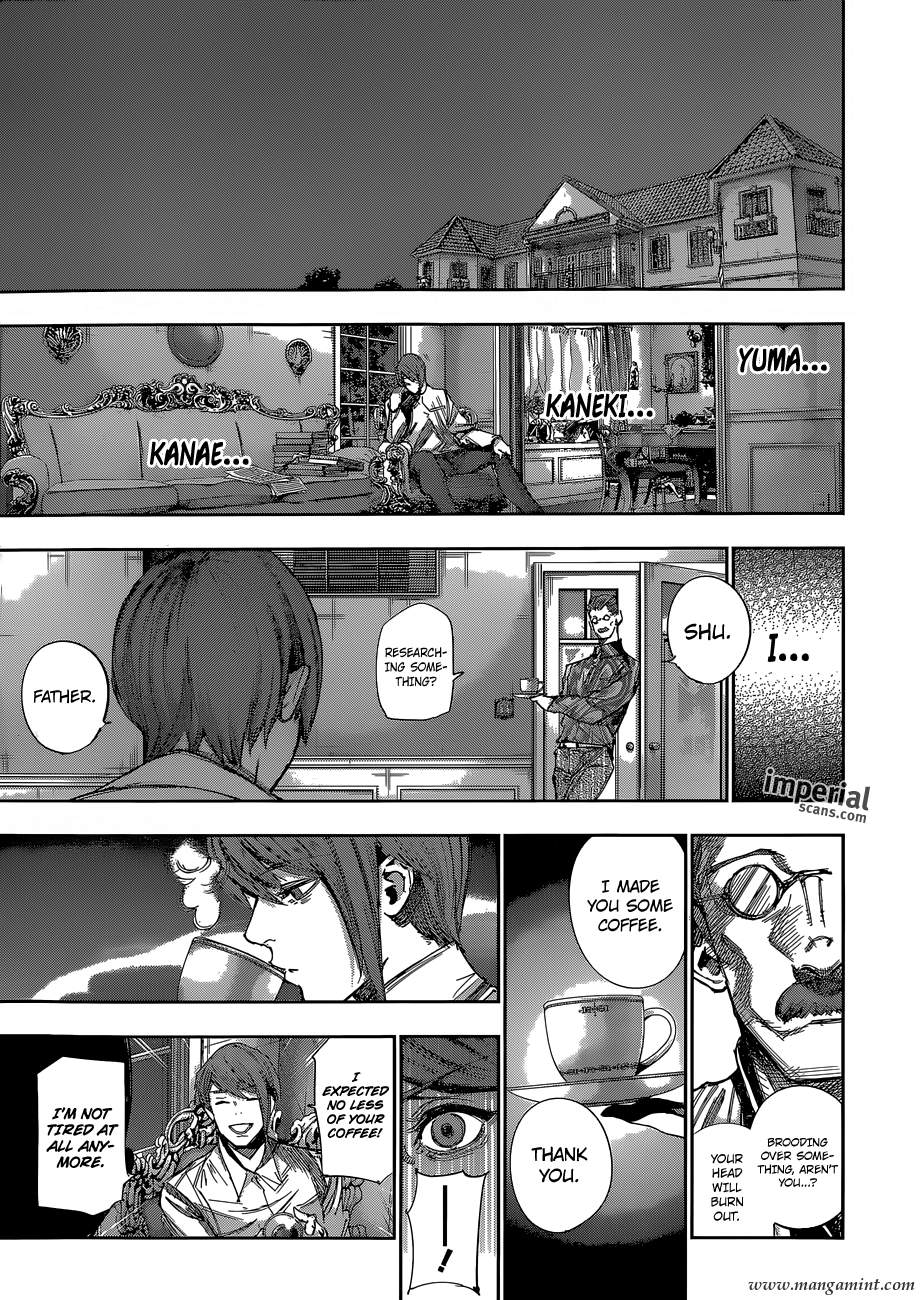 YUMA...
KANEKI...
KANAE...
I...
SHU.
RESEARCH-
ING SOME-
THING?
FATHER.
BROODING
OVER SOME-
THING, AREN'T
YOU...?
YOUR
HEAD
WILL
BURN
OUT.
I MADE
YOU SOME
COFFEE.
THANK
YOU.
—!
I
EXPECTED
NO LESS
OF YOUR
COFFEE!
I'M NOT
TIRED AT
ALL ANY-
MORE.
imperial
scans.com
www.mangamint.com